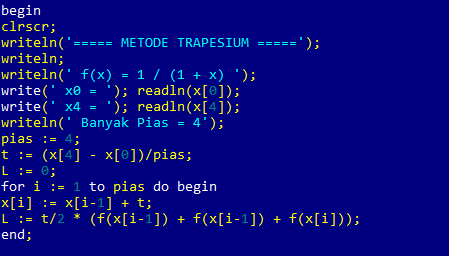 begin
clrscr;
writeln('===== METODE TRAPESIUM =====');
writeln;
writeln(' f(x) = 1 / (1 + x) ');
write(' x0 = '); readln(x[0]);
write(' x4 = '); readln(x[4]);
writeln(' Banyak Pias = 4');
pias := 4;
t := (x[4] - x[0])/pias;
L := 0;
for i := 1 to pias do begin
x[i] := x[i-1] + t;
L := t/2 * (f(x[i-1]) + f(x[i-1]) + f(x[i]));
end;